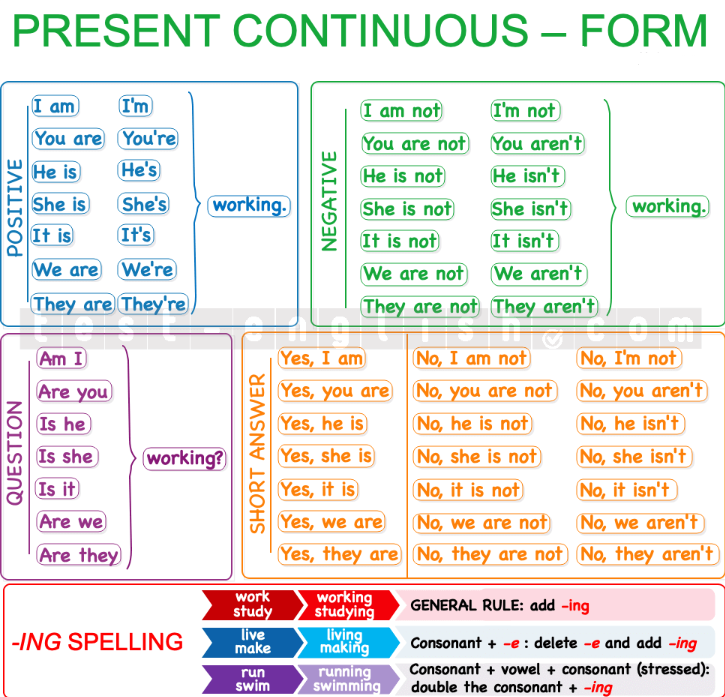 PRESENT CONTINUOUS – FORM
POSITIVE
I am I'm
You are You're
He is He's
She is She's
It is It's
We are We're
They are They're
working.
NEGATIVE
I am not I'm not
You are not You aren't
He is not He isn't
She is not She isn't
It is not It isn't
We are not We aren't
They are not They aren't
working.
test-english.com
QUESTION
Am I
Are you
Is he
Is she
Is it
Are we
Are they
working?
SHORT ANSWER
Yes, I am No, I am not No, I'm not
Yes, you are No, you are not No, you aren't
Yes, he is No, he is not No, he isn't
Yes, she is No, she is not No, she isn't
Yes, it is No, it is not No, it isn't
Yes, we are No, we are not No, we aren't
Yes, they are No, they are not No, they aren't
-ING SPELLING
work working
study studying
GENERAL RULE: add -ing
live living
make making
Consonant + -e : delete -e and add -ing
run running
swim swimming
Consonant + vowel + consonant (stressed):
double the consonant + -ing